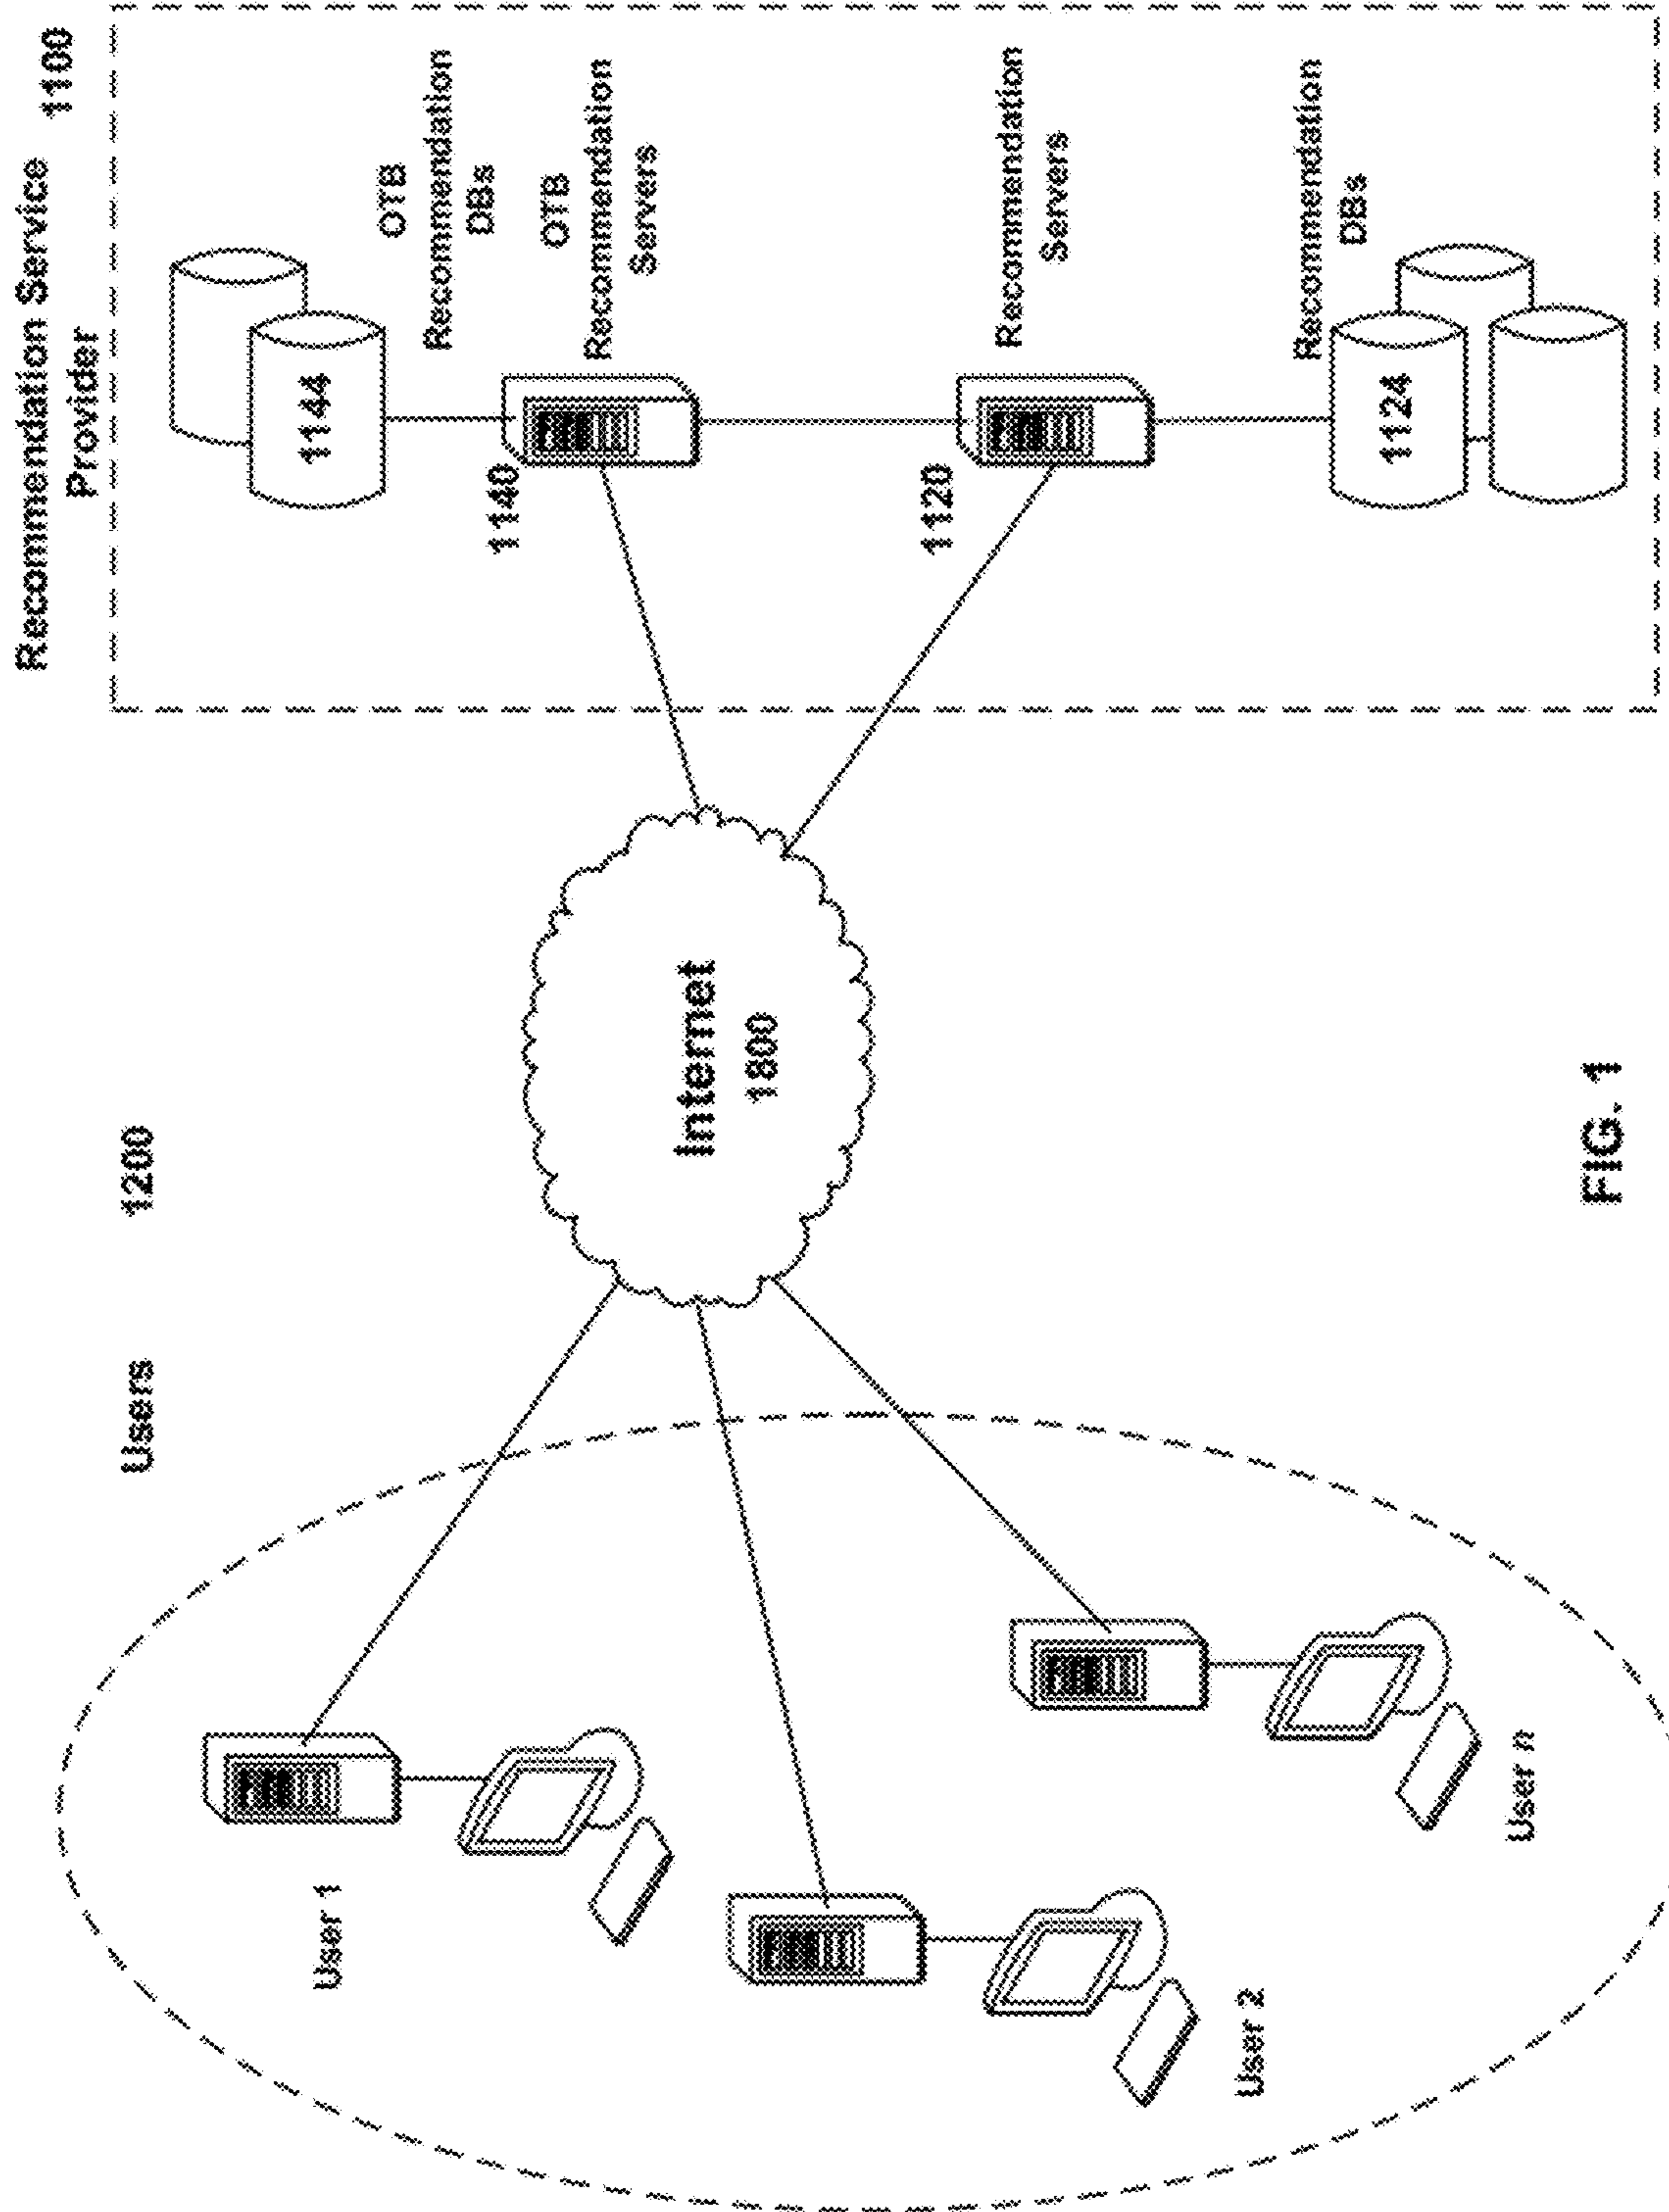 Recommendation Service 1100
Provider
Users 1200
OTB
Recommendation
DBs
1144
OTB
Recommendation
Servers
1140
Recommendation
Servers
1120
Recommendation
DBs
1124
Internet
1800
User 1
User 2
User n
FIG. 1